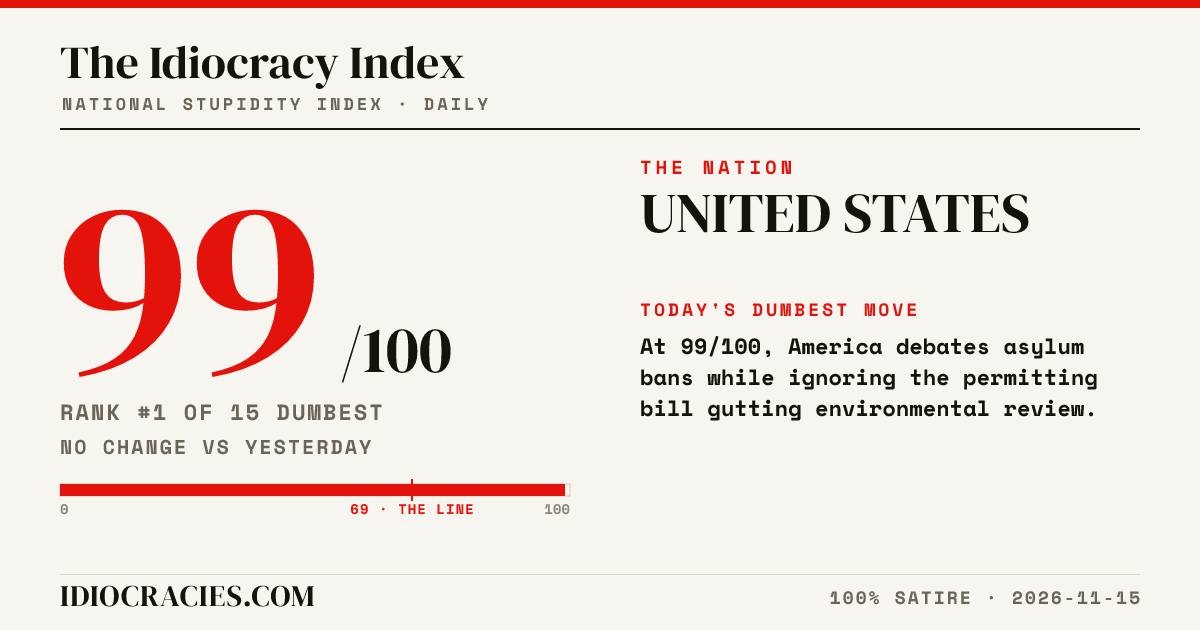 The Idiocracy Index
NATIONAL STUPIDITY INDEX · DAILY
99 /100
RANK #1 OF 15 DUMBEST
NO CHANGE VS YESTERDAY
0
69 · THE LINE
100
THE NATION
UNITED STATES
TODAY'S DUMBEST MOVE
At 99/100, America debates asylum
bans while ignoring the permitting
bill gutting environmental review.
IDIOCRACIES.COM
100% SATIRE · 2026-11-15